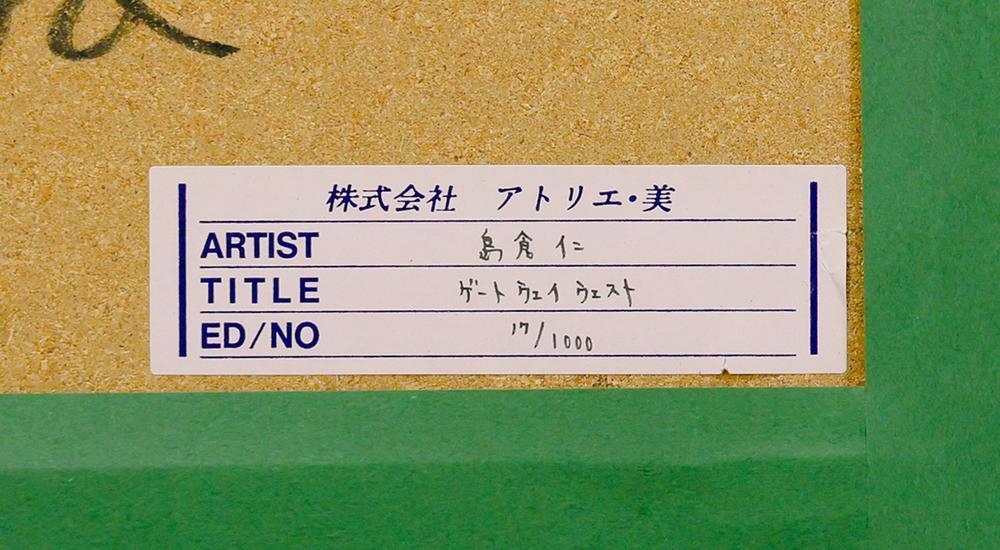 株式会社　アトリエ・美
ARTIST 島倉仁
TITLE ゲートウェイ ウェスト
ED/NO 17/1000